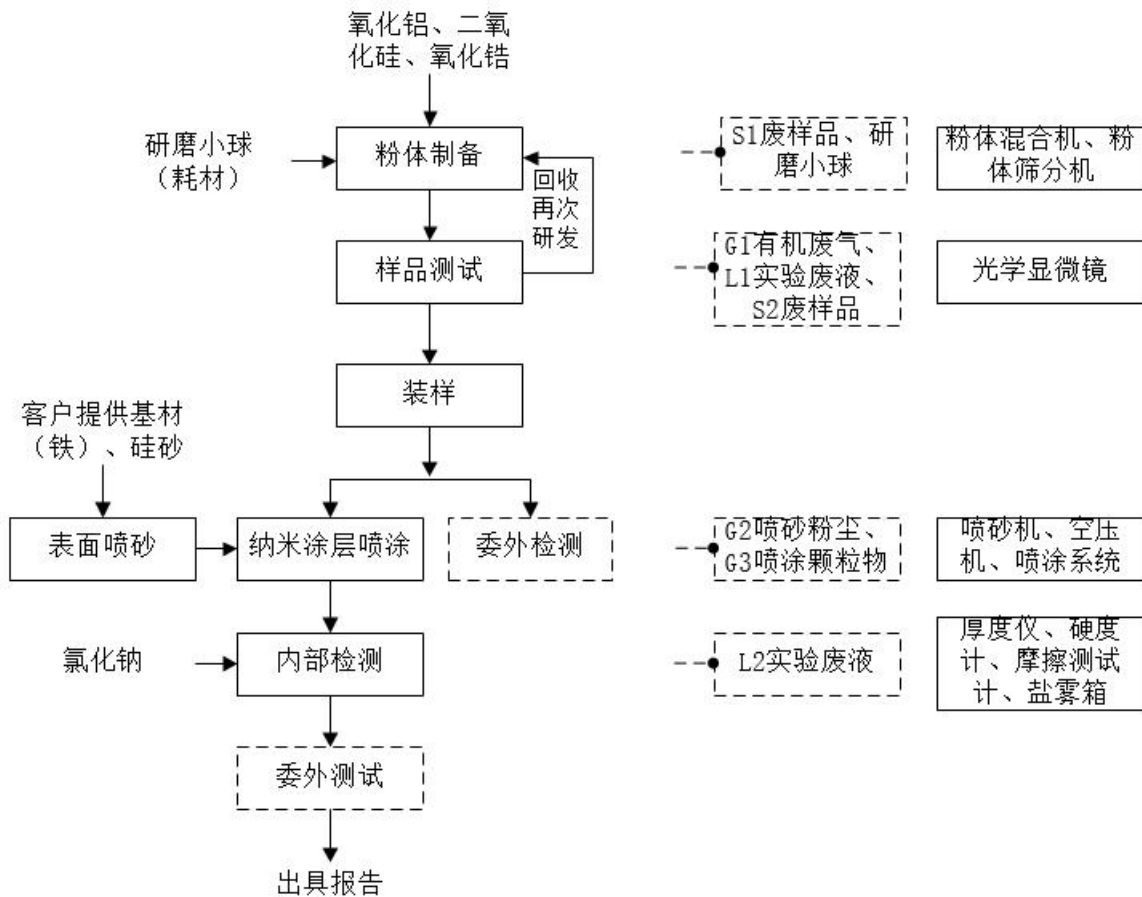 氧化铝、二氧
化硅、氧化锆
研磨小球
（耗材）
粉体制备
回收
再次
研发
S1废样品、研
磨小球
粉体混合机、粉
体筛分机
样品测试
G1有机废气、
L1实验废液、
S2废样品
光学显微镜
装样
客户提供基材
（铁）、硅砂
表面喷砂
纳米涂层喷涂
委外检测
G2喷砂粉尘、
G3喷涂颗粒物
喷砂机、空压
机、喷涂系统
氯化钠
内部检测
L2实验废液
厚度仪、硬度
计、摩擦测试
计、盐雾箱
委外测试
出具报告